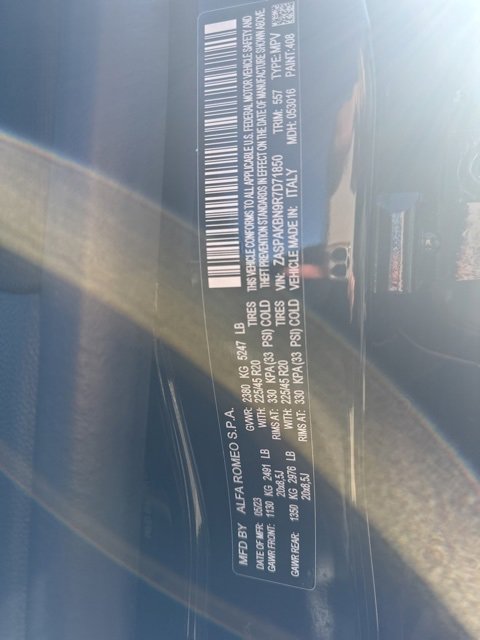 MFD BY ALFA ROMEO S.P.A.
DATE OF MFR: 05/23 GVWR: 2380 KG 5247 LB
GAWR FRONT: 1130 KG 2491 LB WITH: 225/45 R20 TIRES
20x8,5J RIMS AT: 330 KPA (33 PSI) COLD
GAWR REAR: 1350 KG 2976 LB WITH: 225/45 R20 TIRES
20x8,5J RIMS AT: 330 KPA (33 PSI) COLD
THIS VEHICLE CONFORMS TO ALL APPLICABLE U.S. FEDERAL MOTOR VEHICLE SAFETY AND
THEFT PREVENTION STANDARDS IN EFFECT ON THE DATE OF MANUFACTURE SHOWN ABOVE.
VIN: ZASPAKBN9R7D71850 TRIM: 557 TYPE: MPV
VEHICLE MADE IN: ITALY MDH: 053016 PAINT: 408